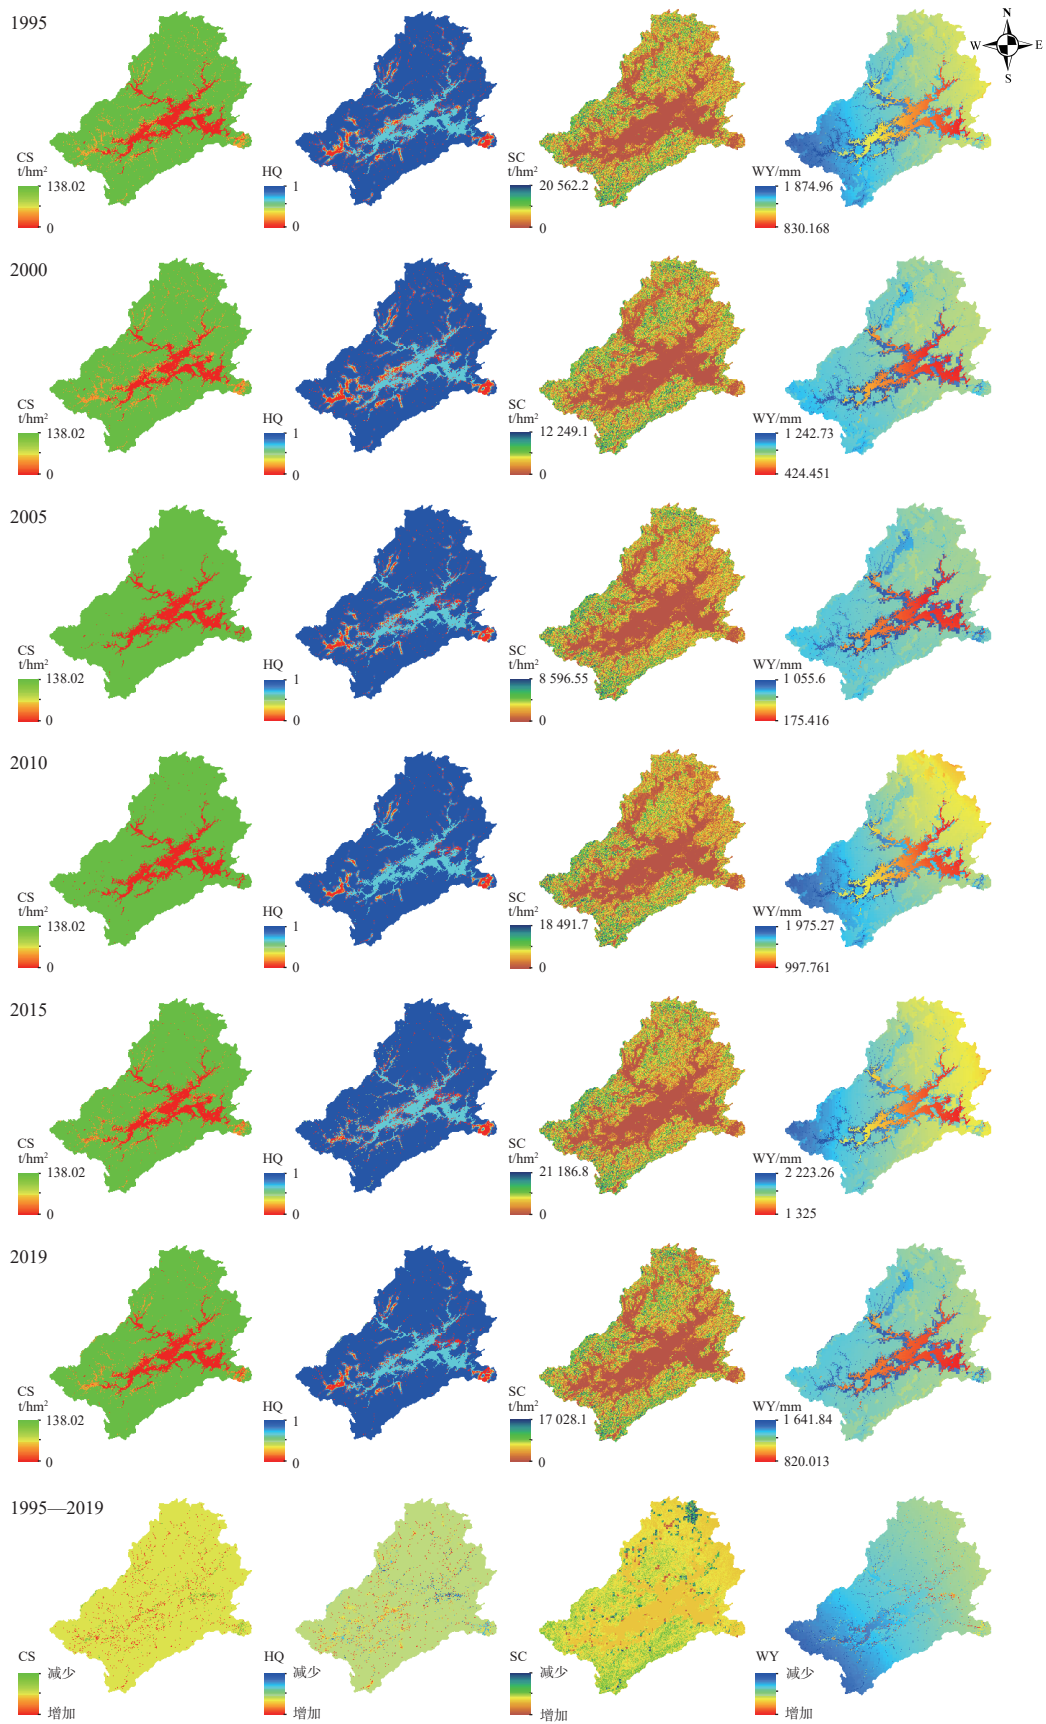 N
W E
S
1995
CS
t/hm²
138.02
0
HQ
1
0
SC
t/hm²
20 562.2
0
WY/mm
1 874.96
830.168
2000
CS
t/hm²
138.02
0
HQ
1
0
SC
t/hm²
12 249.1
0
WY/mm
1 242.73
424.451
2005
CS
t/hm²
138.02
0
HQ
1
0
SC
t/hm²
8 596.55
0
WY/mm
1 055.6
175.416
2010
CS
t/hm²
138.02
0
HQ
1
0
SC
t/hm²
18 491.7
0
WY/mm
1 975.27
997.761
2015
CS
t/hm²
138.02
0
HQ
1
0
SC
t/hm²
21 186.8
0
WY/mm
2 223.26
1 325
2019
CS
t/hm²
138.02
0
HQ
1
0
SC
t/hm²
17 028.1
0
WY/mm
1 641.84
820.013
1995—2019
CS
减少
增加
HQ
减少
增加
SC
减少
增加
WY
减少
增加